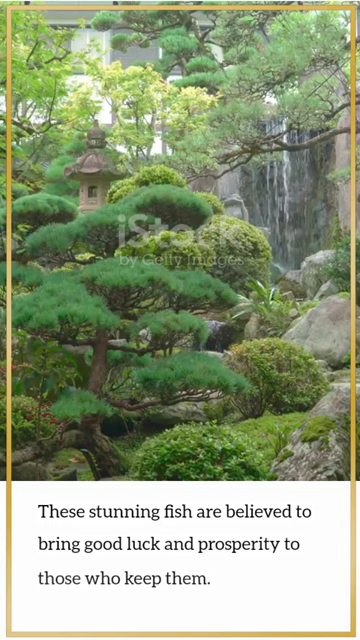 iStock
by Getty Images
These stunning fish are believed to
bring good luck and prosperity to
those who keep them.